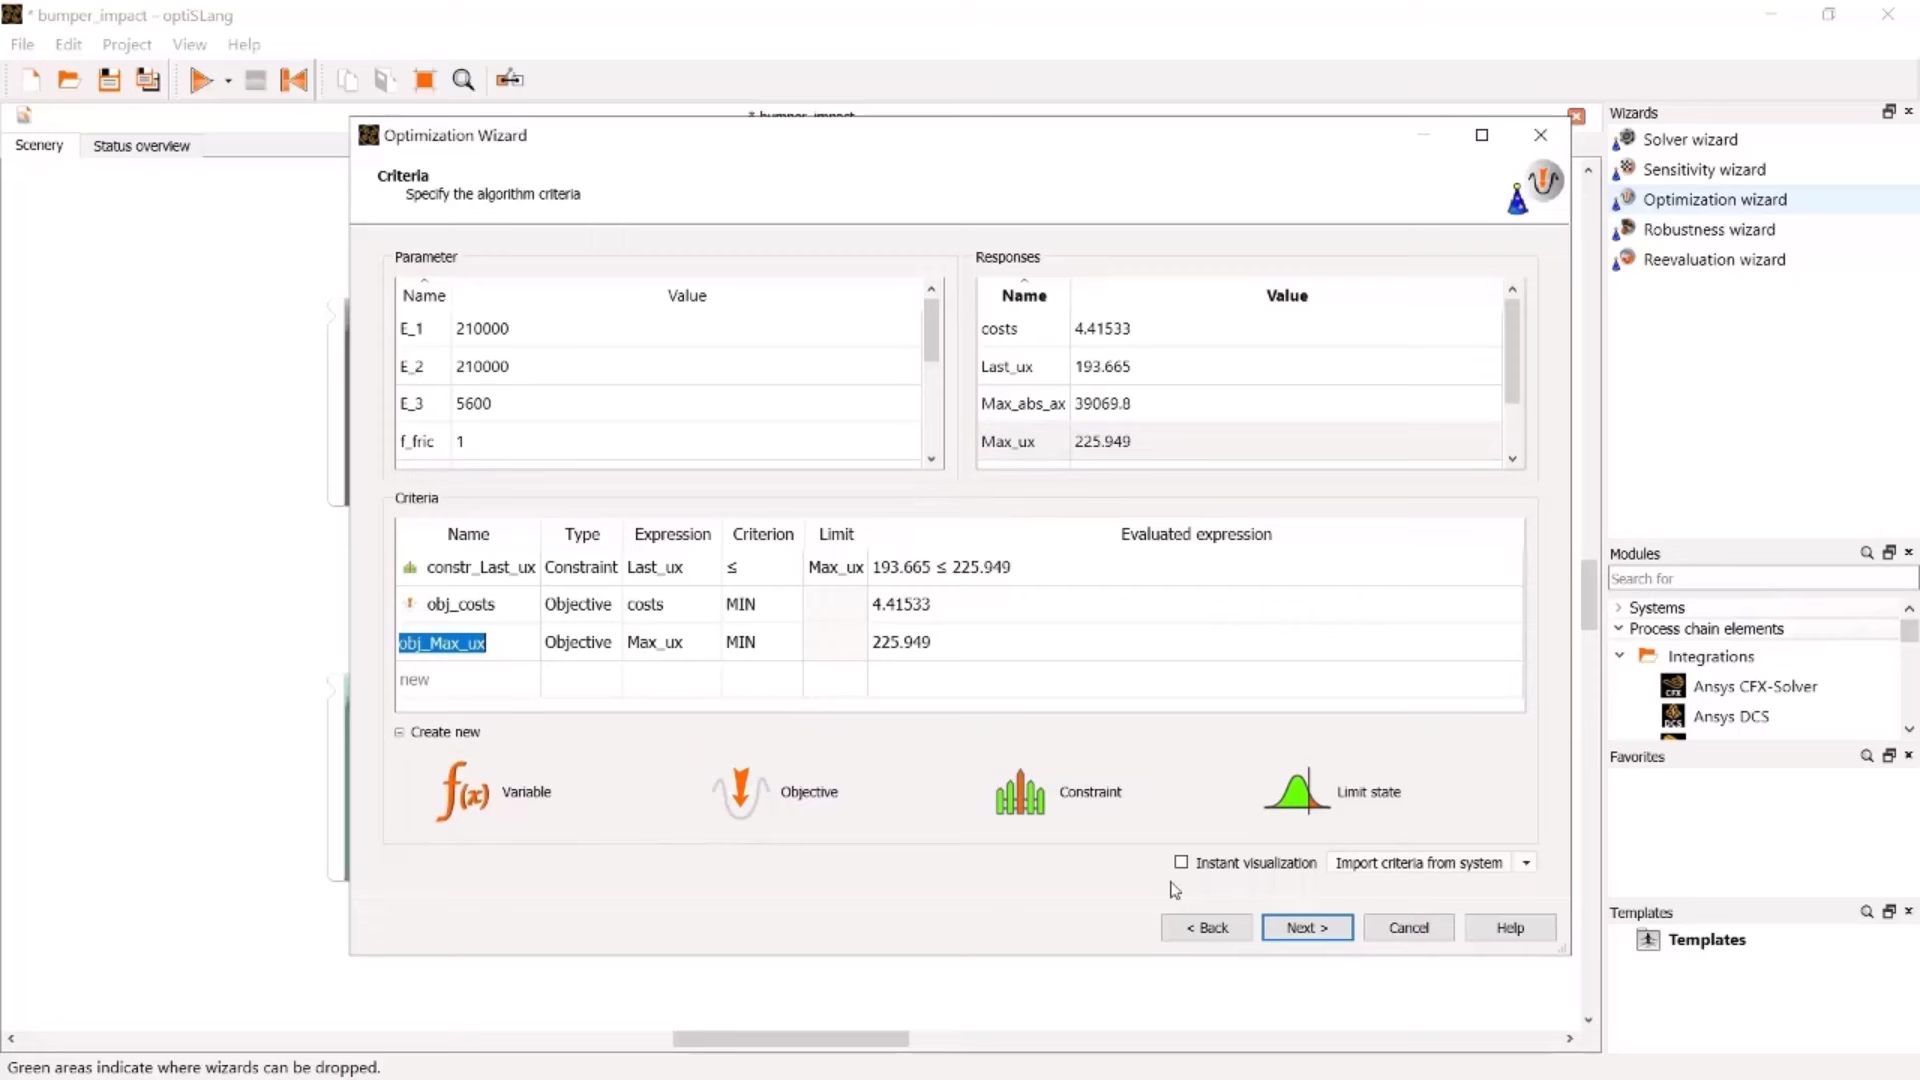 * bumper_impact - optiSLang
File Edit Project View Help
* bumper_impact
Scenery Status overview
Optimization Wizard
Criteria
Specify the algorithm criteria
Parameter
Name Value
E_1 210000
E_2 210000
E_3 5600
f_fric 1
Responses
Name Value
costs 4.41533
Last_ux 193.665
Max_abs_ax 39069.8
Max_ux 225.949
Criteria
Name Type Expression Criterion Limit Evaluated expression
constr_Last_ux Constraint Last_ux ≤ Max_ux 193.665 ≤ 225.949
obj_costs Objective costs MIN 4.41533
obj_Max_ux Objective Max_ux MIN 225.949
new
Create new
f(x) Variable Objective Constraint Limit state
Instant visualization Import criteria from system
< Back Next > Cancel Help
Wizards
Solver wizard
Sensitivity wizard
Optimization wizard
Robustness wizard
Reevaluation wizard
Modules
Search for
Systems
Process chain elements
Integrations
CFX Ansys CFX-Solver
DCS Ansys DCS
Favorites
Templates
Templates
Green areas indicate where wizards can be dropped.